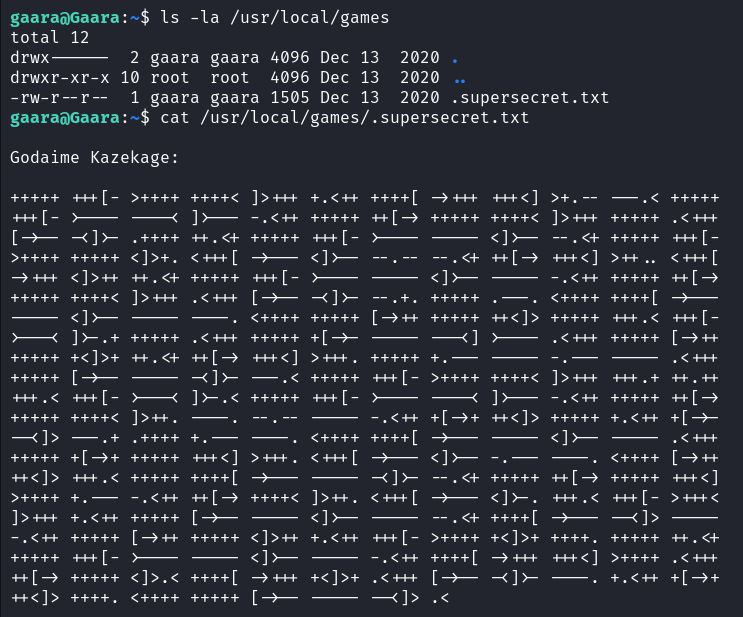 gaara@Gaara:~$ ls -la /usr/local/games
total 12
drwx------  2 gaara gaara 4096 Dec 13  2020 .
drwxr-xr-x 10 root  root  4096 Dec 13  2020 ..
-rw-r--r--  1 gaara gaara 1505 Dec 13  2020 .supersecret.txt
gaara@Gaara:~$ cat /usr/local/games/.supersecret.txt
Godaime Kazekage:
+++++ +++[- >++++ ++++< ]>+++ +.<++ ++++[ ->+++ +++<] >+.-- ---.< +++++
+++[- >---- ----< ]>--- -.<++ +++++ ++[-> +++++ ++++< ]>+++ +++++ .<+++
[->-- -<]>- .++++ ++.<+ +++++ +++[- >---- ----- <]>-- --.<+ +++++ +++[-
>++++ +++++ <]>+. <+++[ ->--- <]>-- --.-- --.<+ ++[-> +++<] >++.. <+++[
->+++ <]>++ ++.<+ +++++ +++[- >---- ----- <]>-- ----- -.<++ +++++ ++[->
+++++ ++++< ]>+++ .<+++ [->-- -<]>- --.+. +++++ .---. <++++ ++++[ ->---
----- <]>-- ----- ----. <++++ +++++ [->++ +++++ ++<]> +++++ +++.< +++[-
>---< ]>-.+ +++++ .<+++ +++++ +[->- ----- ---<] >---- .<+++ +++++ [->++
+++++ +<]>+ ++.<+ ++[-> +++<] >+++. +++++ +.--- ----- -.--- ----- .<+++
+++++ [->-- ----- -<]>- ---.< +++++ +++[- >++++ ++++< ]>+++ +++.+ ++.++
+++.< +++[- >---< ]>-.< +++++ +++[- >---- ----< ]>--- -.<++ +++++ ++[->
+++++ ++++< ]>++. ----. --.-- ----- -.<++ +[->+ ++<]> +++++ +.<++ +[->-
--<]> ---.+ .++++ +.--- ----. <++++ ++++[ ->--- ----- <]>-- ----- .<+++
+++++ +[->+ +++++ +++<] >+++. <+++[ ->--- <]>-- -.--- ----. <++++ [->++
++<]> +++.< +++++ ++++[ ->--- ----- -<]>- --.<+ +++++ ++[-> +++++ +++<]
>++++ +.--- -.<++ ++[-> ++++< ]>++. <+++[ ->--- <]>-. +++.< +++[- >+++<
]>+++ +.<++ +++++ [->-- ----- <]>-- ----- --.<+ ++++[ ->--- --<]> -----
-.<++ +++++ [->++ +++++ <]>++ +.<++ +++[- >++++ +<]>+ ++++. +++++ ++.<+
+++++ +++[- >---- ----- <]>-- ----- -.<++ ++++[ ->+++ +++<] >++++ .<+++
++[-> +++++ <]>.< ++++[ ->+++ +<]>+ .<+++ [->-- -<]>- ----. +.<++ +[->+
++<]> ++++. <++++ +++++ [->-- ----- --<]> .<